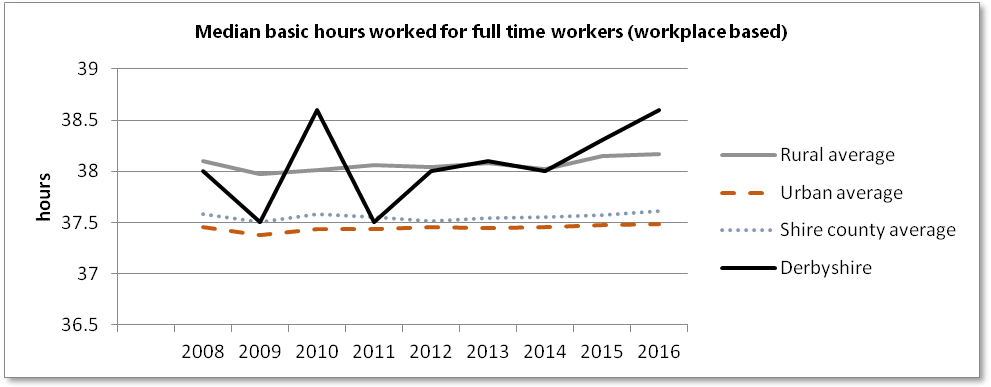 Median basic hours worked for full time workers (workplace based)
39
38.5
38
37.5
37
36.5
hours
2008 2009 2010 2011 2012 2013 2014 2015 2016
Rural average
Urban average
Shire county average
Derbyshire